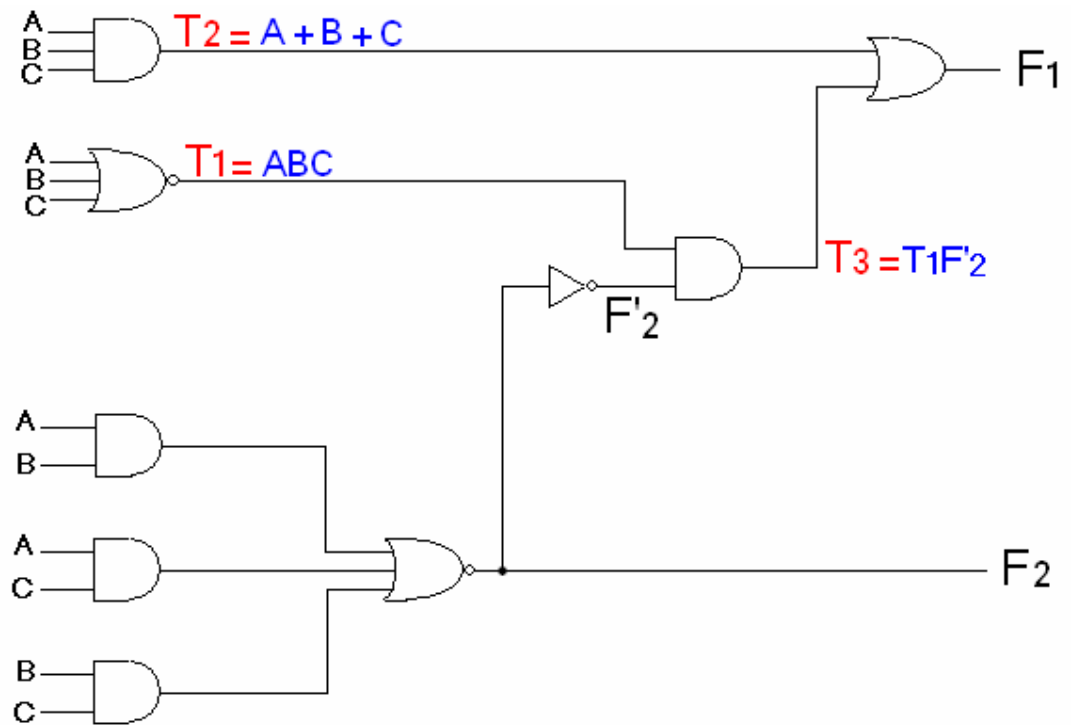 A
B
C
T2 = A + B + C
F1
A
B
C
T1 = ABC
T3 = T1F'2
F'2
A
B
A
C
F2
B
C